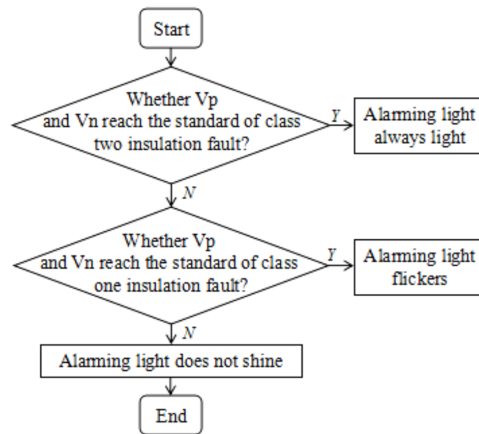 Start
Whether Vp
and Vn reach the standard of class
two insulation fault?
Y
Alarming light
always light
N
Whether Vp
and Vn reach the standard of class
one insulation fault?
Y
Alarming light
flickers
N
Alarming light does not shine
End